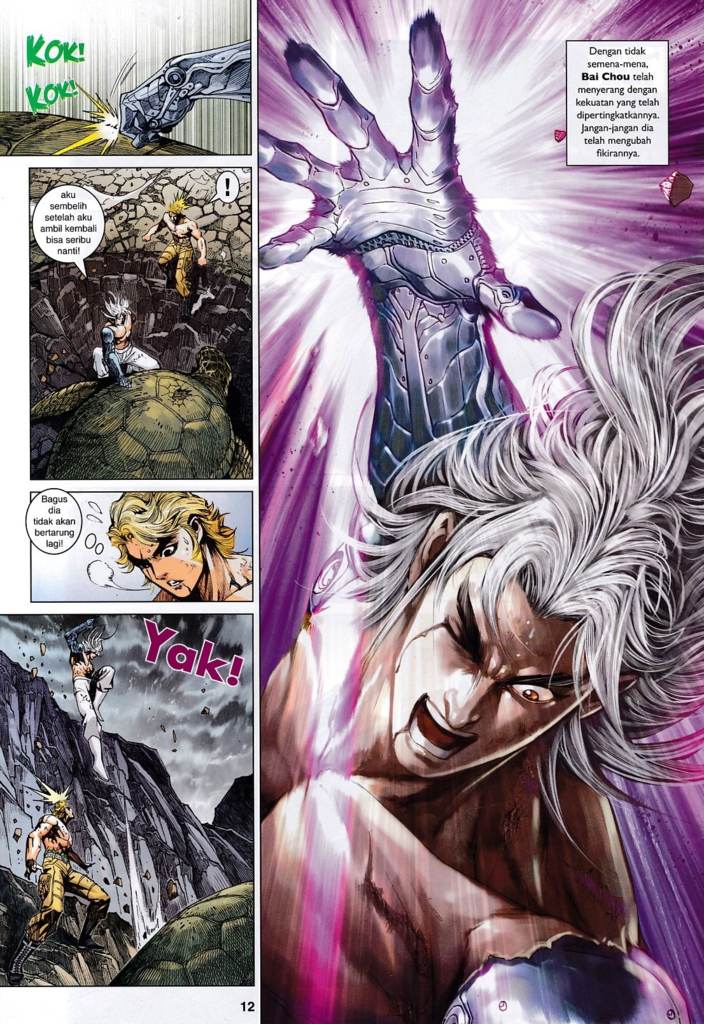 KOK!
KOK!
aku
sembelih
setelah aku
ambil kembali
bisa seribu
nanti!
!
Bagus
dia
tidak akan
bertarung
lagi!
Yak!
Dengan tidak
semena-mena,
Bai Chou telah
menyerang dengan
kekuatan yang telah
dipertingkatkannya.
Jangan-jangan dia
telah mengubah
fikirannya.
12